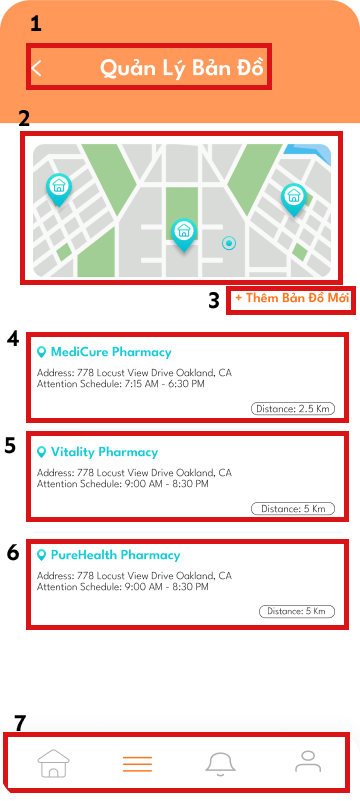 1
Quản Lý Bản Đồ
2
3
+ Thêm Bản Đồ Mới
4
MediCure Pharmacy
Address: 778 Locust View Drive Oakland, CA
Attention Schedule: 7:15 AM - 6:30 PM
Distance: 2.5 Km
5
Vitality Pharmacy
Address: 778 Locust View Drive Oakland, CA
Attention Schedule: 9:00 AM - 8:30 PM
Distance: 5 Km
6
PureHealth Pharmacy
Address: 778 Locust View Drive Oakland, CA
Attention Schedule: 9:00 AM - 8:30 PM
Distance: 5 Km
7